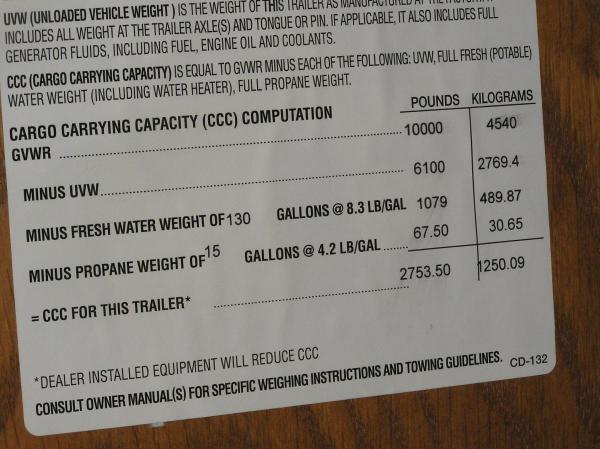 UVW (UNLOADED VEHICLE WEIGHT) IS THE WEIGHT OF THIS TRAILER AS MANUFACTURED AT THE
INCLUDES ALL WEIGHT AT THE TRAILER AXLE(S) AND TONGUE OR PIN. IF APPLICABLE, IT ALSO INCLUDES FULL
GENERATOR FLUIDS, INCLUDING FUEL, ENGINE OIL AND COOLANTS.
CCC (CARGO CARRYING CAPACITY) IS EQUAL TO GVWR MINUS EACH OF THE FOLLOWING: UVW, FULL FRESH (POTABLE)
WATER WEIGHT (INCLUDING WATER HEATER), FULL PROPANE WEIGHT.
CARGO CARRYING CAPACITY (CCC) COMPUTATION POUNDS KILOGRAMS
GVWR ........ 10000 4540
MINUS UVW........ 6100 2769.4
MINUS FRESH WATER WEIGHT OF 130 GALLONS @ 8.3 LB/GAL 1079 489.87
MINUS PROPANE WEIGHT OF 15 GALLONS @ 4.2 LB/GAL ........ 67.50 30.65
= CCC FOR THIS TRAILER* ........ 2753.50 1250.09
*DEALER INSTALLED EQUIPMENT WILL REDUCE CCC
CONSULT OWNER MANUAL(S) FOR SPECIFIC WEIGHING INSTRUCTIONS AND TOWING GUIDELINES. CD-132